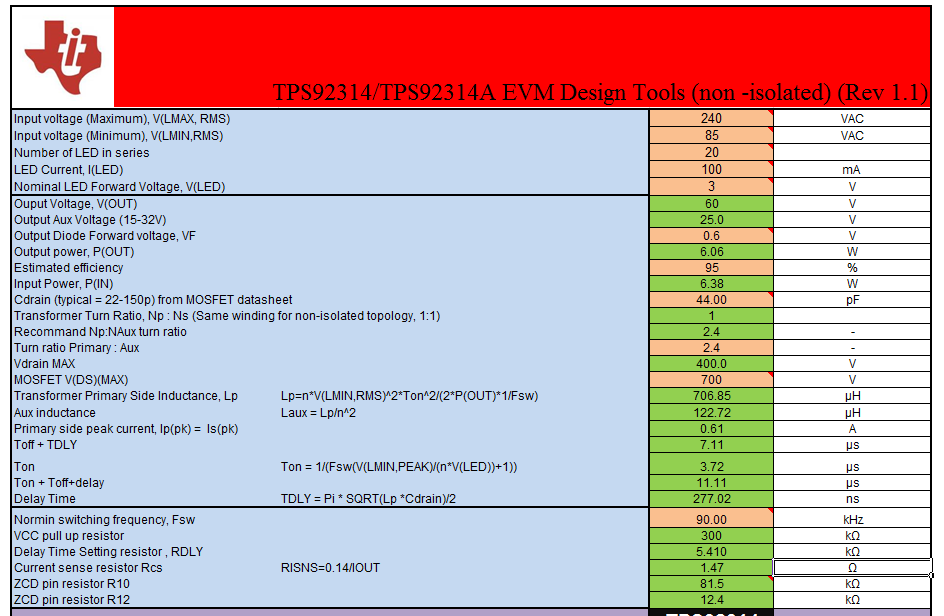 TPS92314/TPS92314A EVM Design Tools (non -isolated) (Rev 1.1)
Input voltage (Maximum), V(LMAX, RMS) 240 VAC
Input voltage (Minimum), V(LMIN,RMS) 85 VAC
Number of LED in series 20
LED Current, I(LED) 100 mA
Nominal LED Forward Voltage, V(LED) 3 V
Ouput Voltage, V(OUT) 60 V
Output Aux Voltage (15-32V) 25.0 V
Output Diode Forward voltage, VF 0.6 V
Output power, P(OUT) 6.06 W
Estimated efficiency 95 %
Input Power, P(IN) 6.38 W
Cdrain (typical = 22-150p) from MOSFET datasheet 44.00 pF
Transformer Turn Ratio, Np : Ns (Same winding for non-isolated topology, 1:1) 1
Recommand Np:NAux turn ratio 2.4 -
Turn ratio Primary : Aux 2.4 -
Vdrain MAX 400.0 V
MOSFET V(DS)(MAX) 700 V
Transformer Primary Side Inductance, Lp Lp=n*V(LMIN,RMS)^2*Ton^2/(2*P(OUT)*1/Fsw) 706.85 µH
Aux inductance Laux = Lp/n^2 122.72 µH
Primary side peak current, Ip(pk) = Is(pk) 0.61 A
Toff + TDLY 7.11 µs
Ton Ton = 1/(Fsw(V(LMIN,PEAK)/(n*V(LED))+1)) 3.72 µs
Ton + Toff+delay 11.11 µs
Delay Time TDLY = Pi * SQRT(Lp *Cdrain)/2 277.02 ns
Normin switching frequency, Fsw 90.00 kHz
VCC pull up resistor 300 kΩ
Delay Time Setting resistor , RDLY 5.410 kΩ
Current sense resistor Rcs RISNS=0.14/IOUT 1.47 Ω
ZCD pin resistor R10 81.5 kΩ
ZCD pin resistor R12 12.4 kΩ